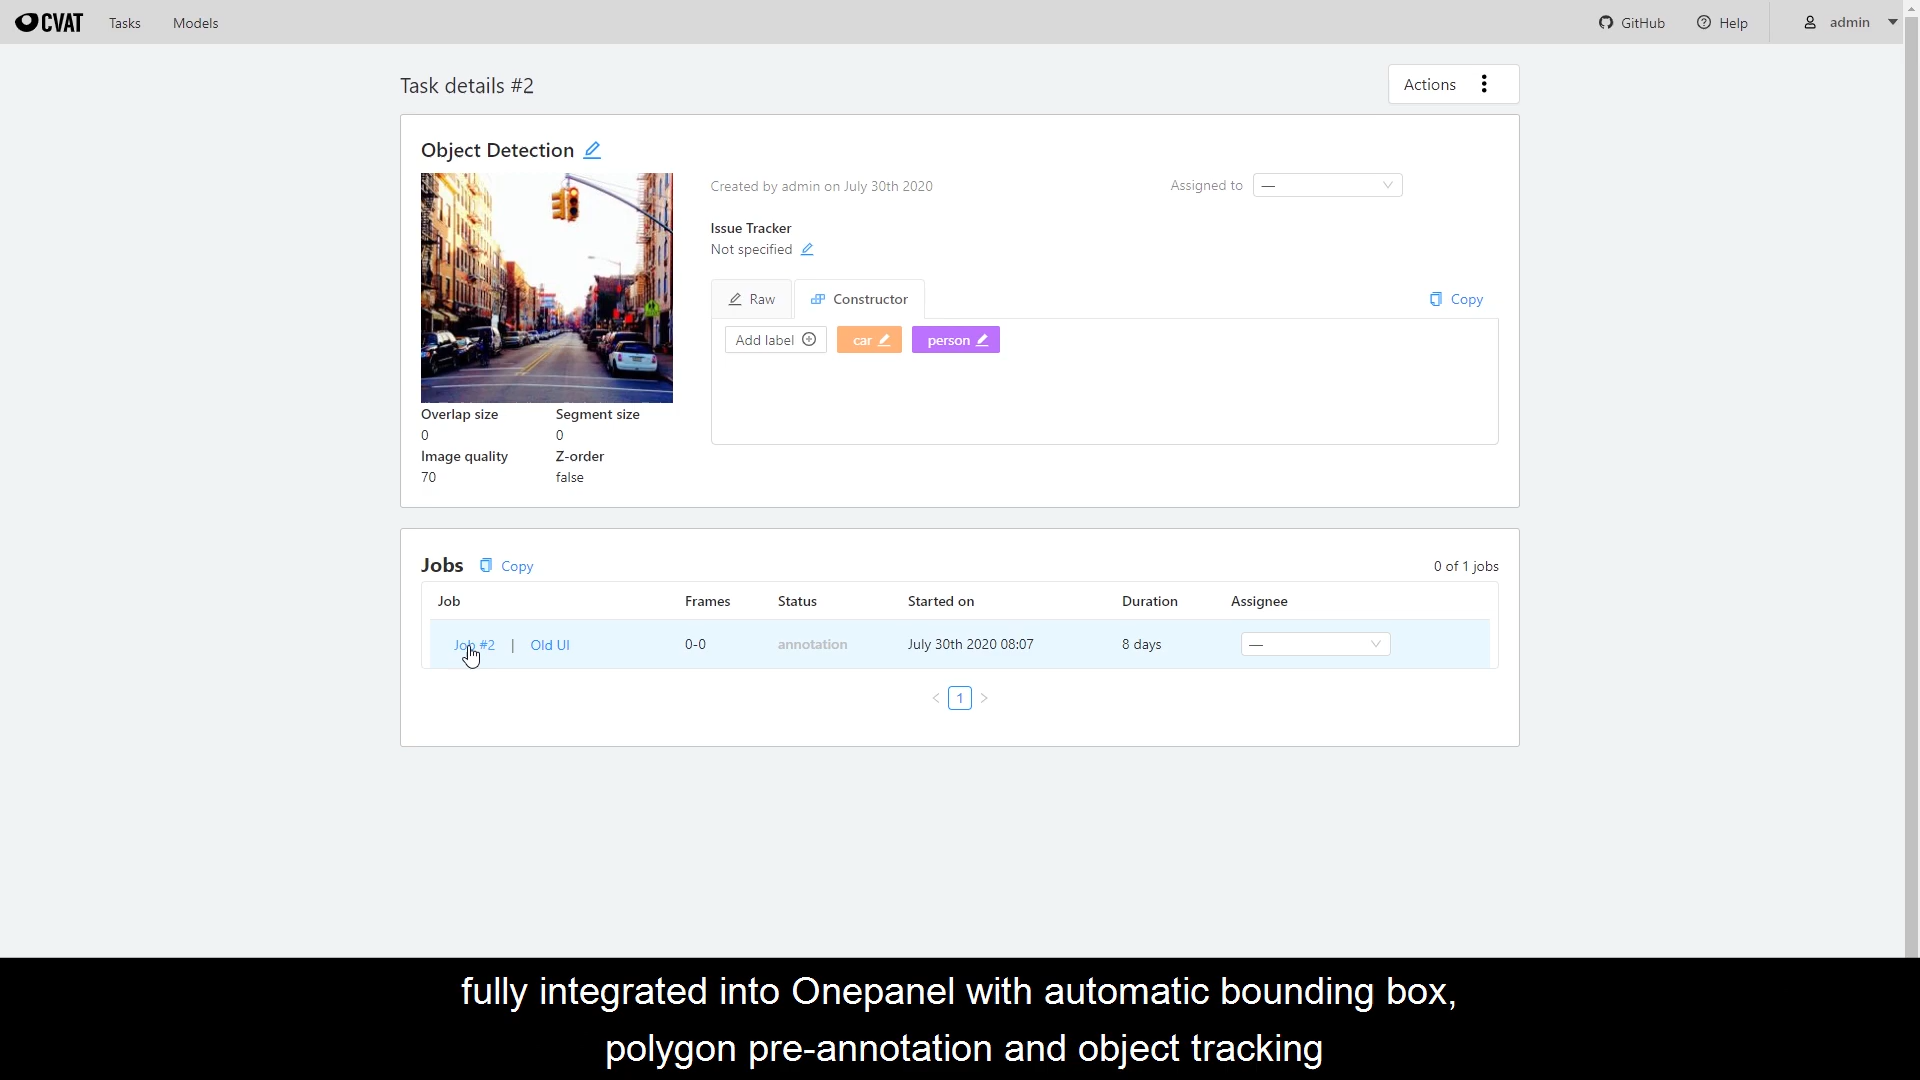 CVAT Tasks Models GitHub Help admin
Task details #2 Actions
Object Detection
Created by admin on July 30th 2020 Assigned to —
Issue Tracker
Not specified
Raw Constructor Copy
Add label car person
Overlap size Segment size
0 0
Image quality Z-order
70 false
Jobs Copy 0 of 1 jobs
Job Frames Status Started on Duration Assignee
Job #2 | Old UI 0-0 annotation July 30th 2020 08:07 8 days —
< 1 >
fully integrated into Onepanel with automatic bounding box,
polygon pre-annotation and object tracking